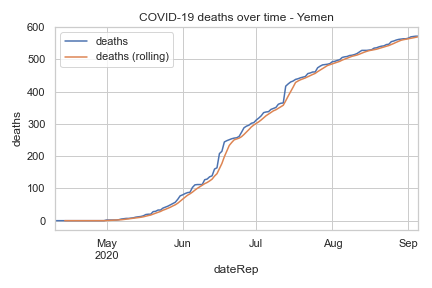 COVID-19 deaths over time - Yemen
deaths
deaths (rolling)
deaths
600
500
400
300
200
100
0
May
2020
Jun
Jul
Aug
Sep
dateRep